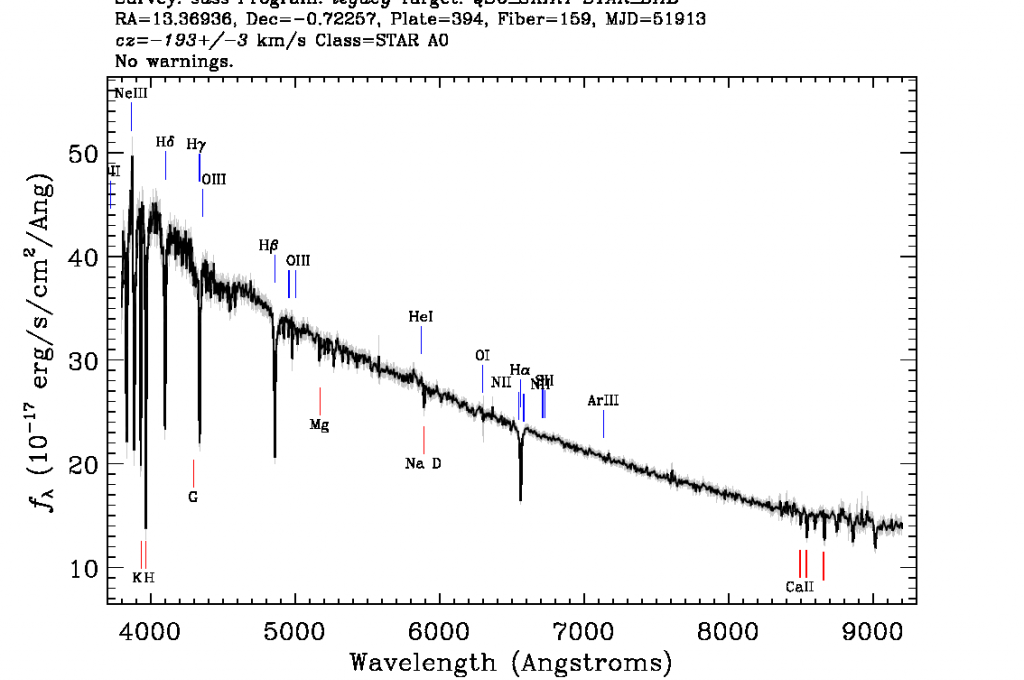 RA=13.36936, Dec=−0.72257, Plate=394, Fiber=159, MJD=51913
cz=−193+/−3 km/s Class=STAR A0
No warnings.
NeIII
Hδ Hγ
OIII
Hβ
OIII
HeI
OI
Hα
NII NII SII
ArIII
Mg
Na D
G
K H
CaII
50
40
30
20
10
4000 5000 6000 7000 8000 9000
Wavelength (Angstroms)
f_λ (10⁻¹⁷ erg/s/cm²/Ang)